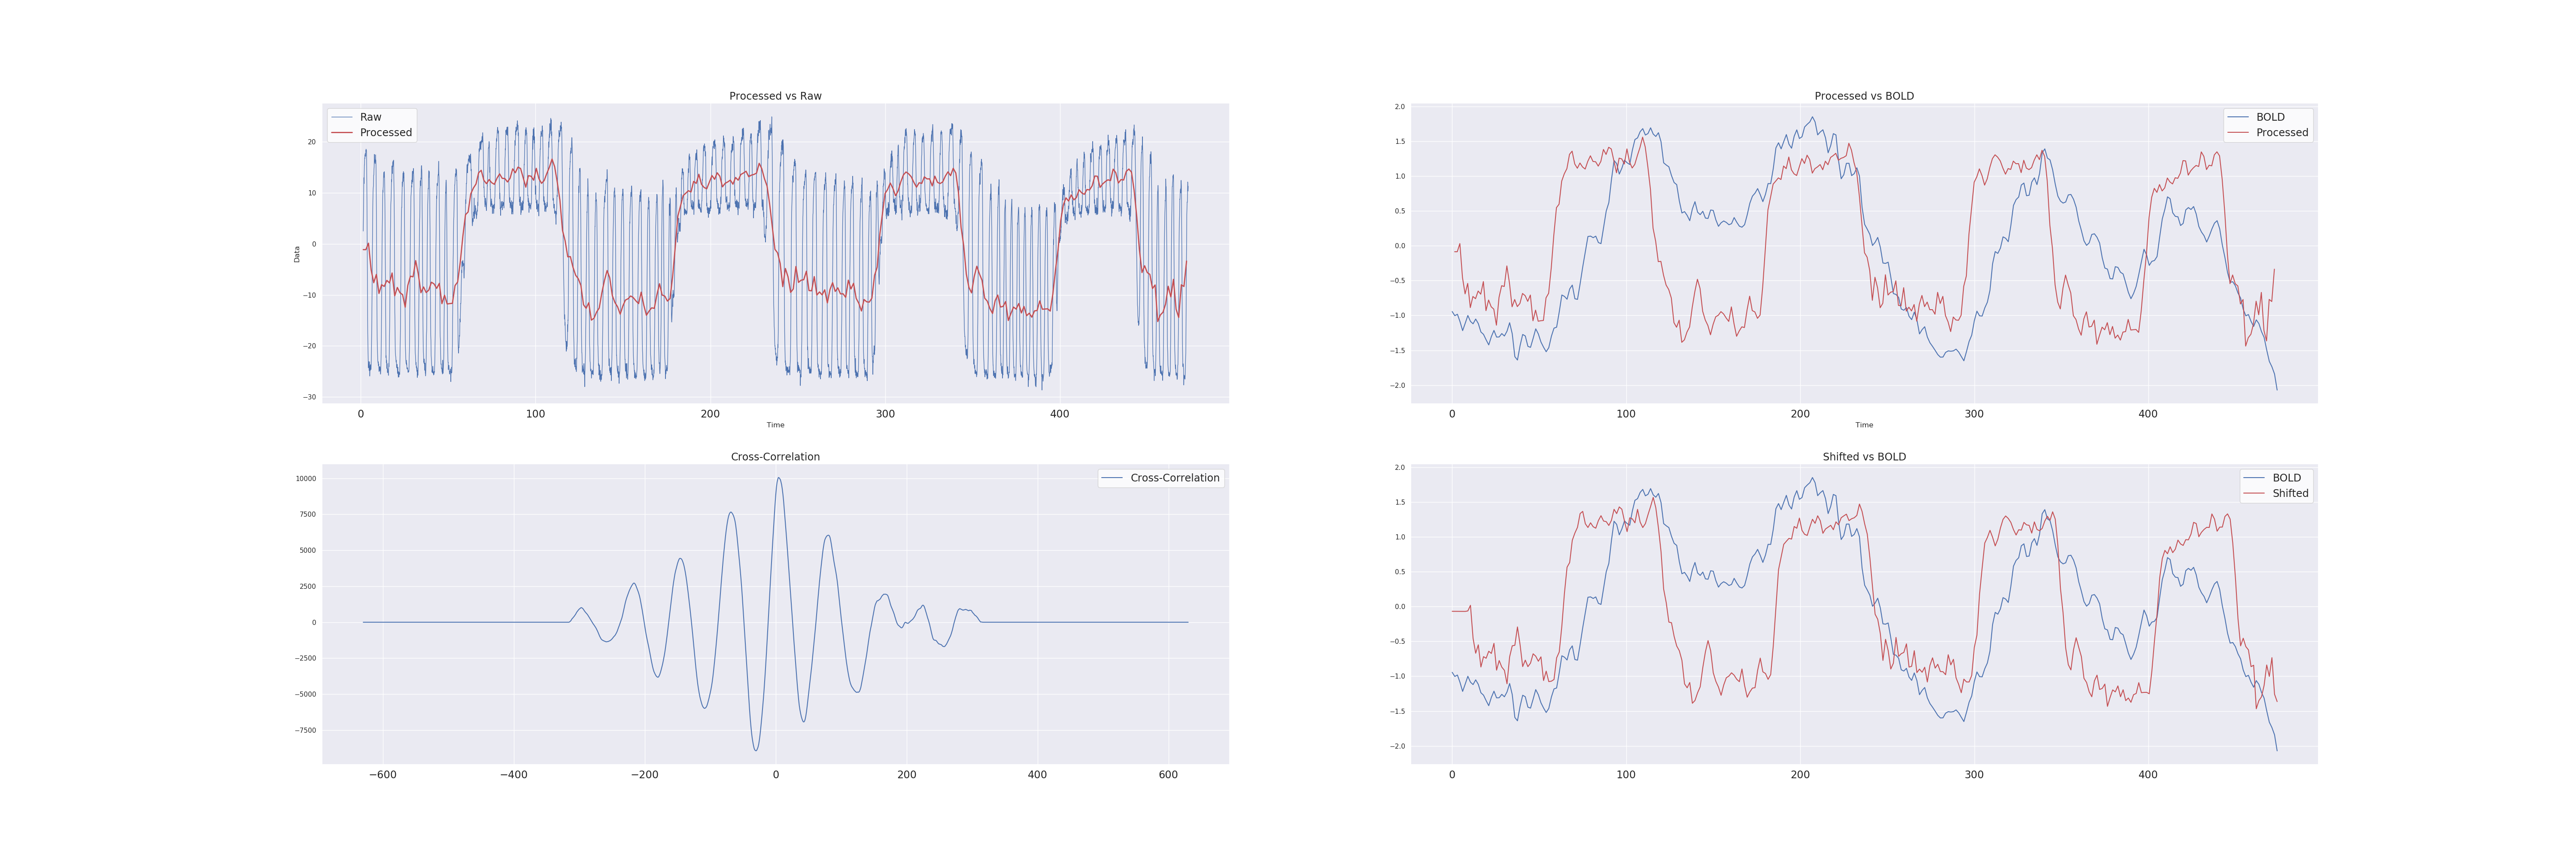 Processed vs Raw
Raw
Processed
Data
20
10
0
−10
−20
−30
0 100 200 300 400
Time
Processed vs BOLD
BOLD
Processed
2.0
1.5
1.0
0.5
0.0
−0.5
−1.0
−1.5
−2.0
0 100 200 300 400
Time
Cross-Correlation
Cross-Correlation
10000
7500
5000
2500
0
−2500
−5000
−7500
−600 −400 −200 0 200 400 600
Shifted vs BOLD
BOLD
Shifted
2.0
1.5
1.0
0.5
0.0
−0.5
−1.0
−1.5
−2.0
0 100 200 300 400